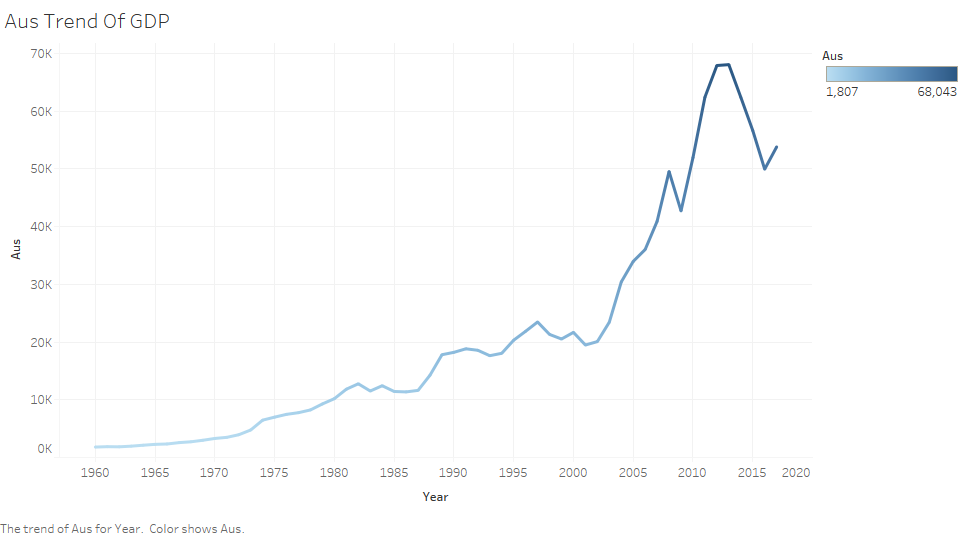 Aus Trend Of GDP
Aus
1,807 68,043
70K
60K
50K
40K
30K
20K
10K
0K
Aus
1960 1965 1970 1975 1980 1985 1990 1995 2000 2005 2010 2015 2020
Year
The trend of Aus for Year. Color shows Aus.